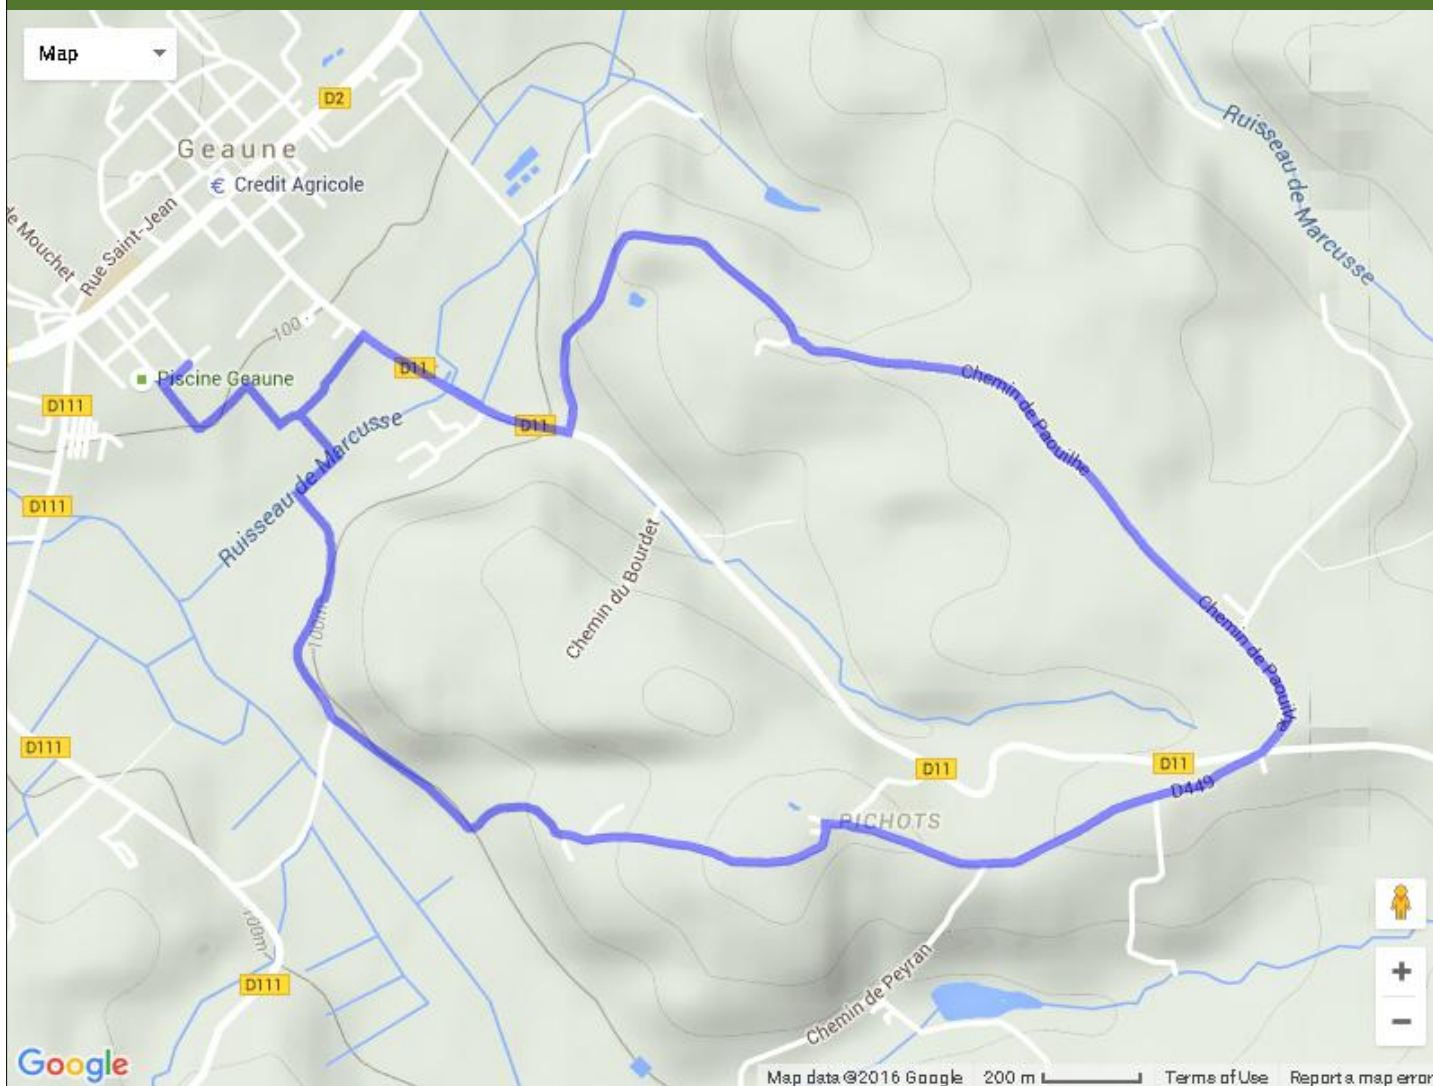 Map
D2
Geaune
Credit Agricole
de Mouchet
Rue Saint-Jean
Ruisseau de Marcusse
100
D11
Piscine Geaune
D111
D11
Chemin de Paouilhe
Ruisseau de Marcusse
D111
Chemin du Bourdet
100m
Chemin de Paouilhe
D111
D11
D11
D449
PICHOTS
100m
D111
Chemin de Peyran
Google
Map data ©2016 Google 200 m Terms of Use Report a map error